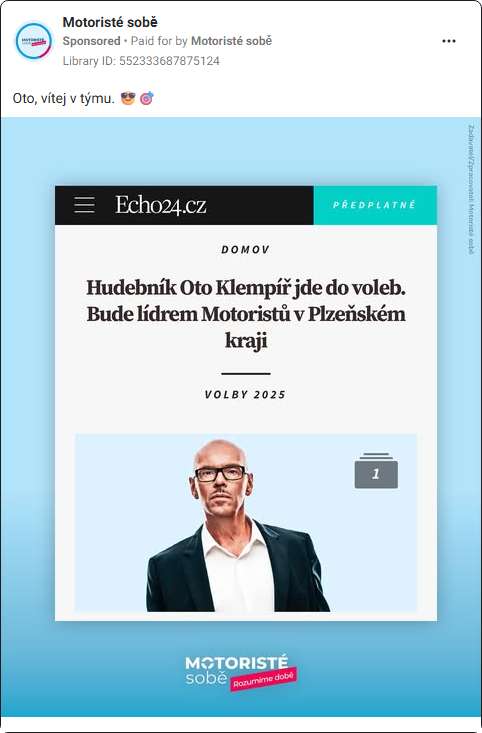 Motoristé sobě
Sponsored • Paid for by Motoristé sobě
Library ID: 552333687875124
Oto, vítej v týmu. 😎 🎯
Zadavatel/Zpracovatel: Motoristé sobě
MOTORISTÉ
sobě
Echo24.cz
PŘEDPLATNÉ
DOMOV
Hudebník Oto Klempíř jde do voleb.
Bude lídrem Motoristů v Plzeňském
kraji
VOLBY 2025
1
MOTORISTÉ
sobě Rozumíme době